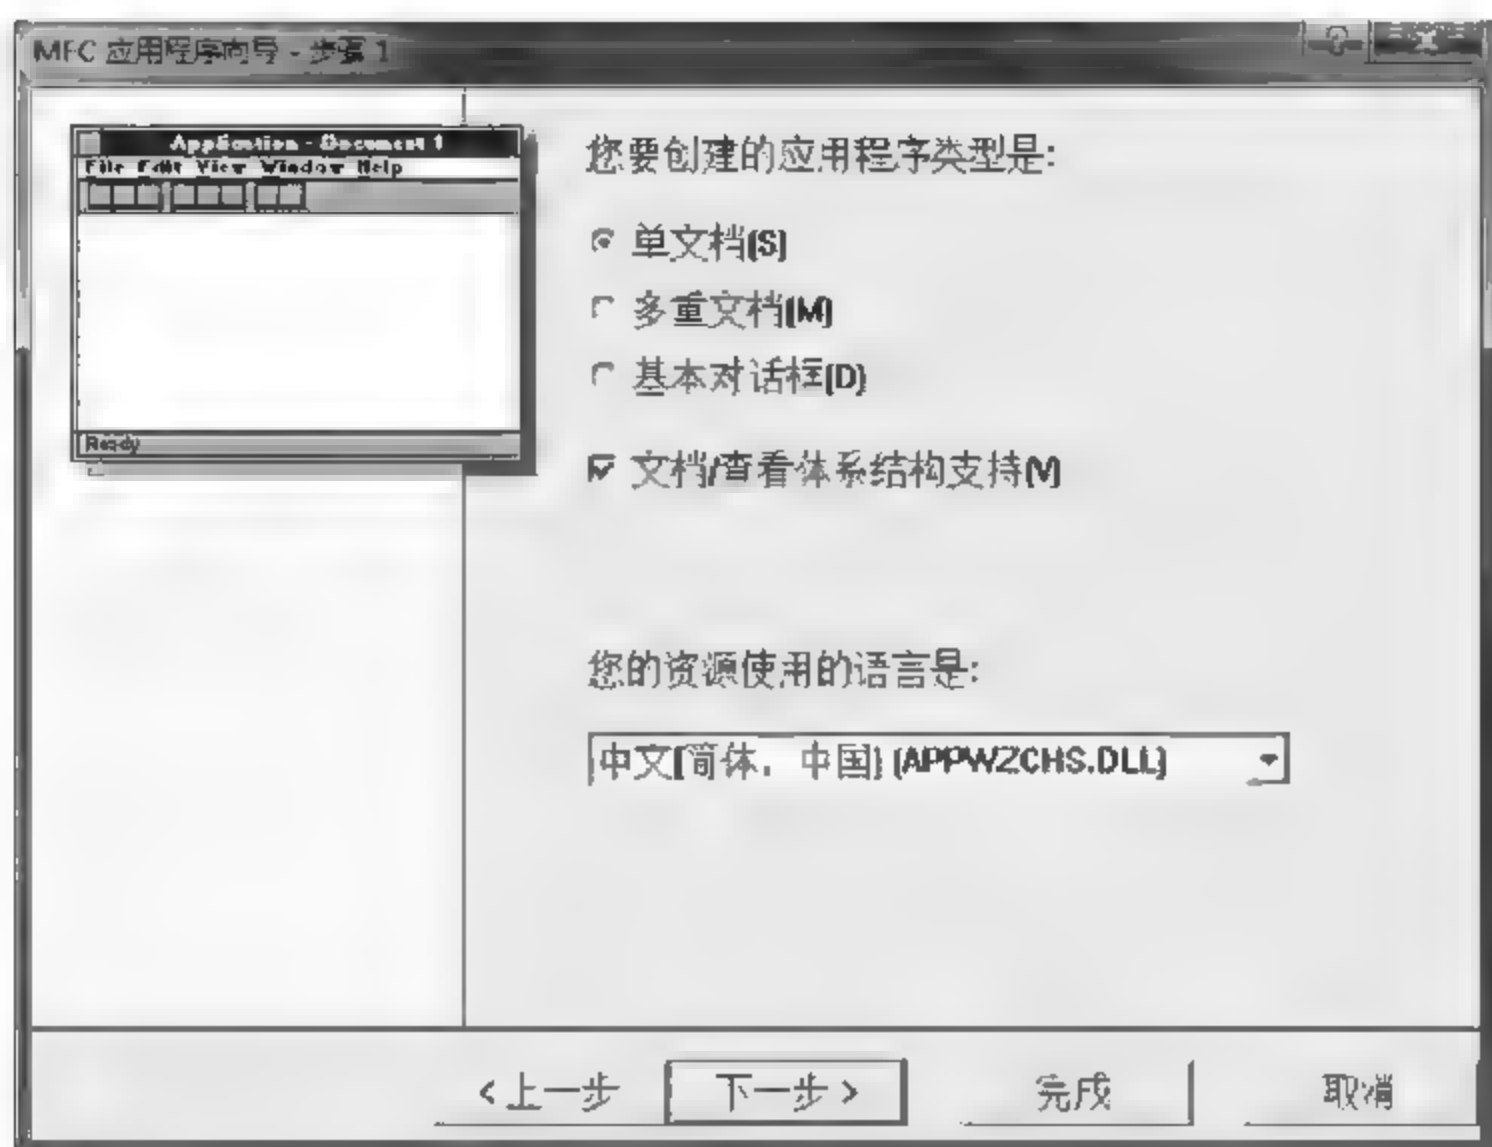 MFC 应用程序向导 - 步骤 1
Application - Document 1
File Edit View Window Help
Ready
您要创建的应用程序类型是:
单文档(S)
多重文档(M)
基本对话框(D)
文档/查看体系结构支持(V)
您的资源使用的语言是:
中文[简体, 中国] (APPWZCHS.DLL)
<上一步 下一步> 完成 取消